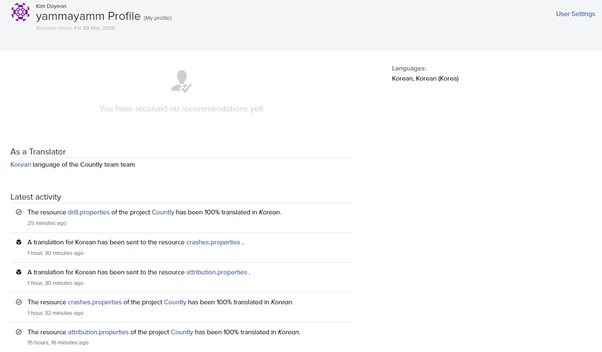 Kim Doyeon
yammayamm Profile [My profile]
User Settings
Member since: Fri 29 Mar 2019
Languages:
Korean, Korean (Korea)
You have received no recommendations yet!
As a Translator
Korean language of the Countly team team
Latest activity
The resource drill.properties of the project Countly has been 100% translated in Korean.
25 minutes ago
A translation for Korean has been sent to the resource crashes.properties .
1 hour, 30 minutes ago
A translation for Korean has been sent to the resource attribution.properties .
1 hour, 30 minutes ago
The resource crashes.properties of the project Countly has been 100% translated in Korean.
1 hour, 32 minutes ago
The resource attribution.properties of the project Countly has been 100% translated in Korean.
15 hours, 16 minutes ago